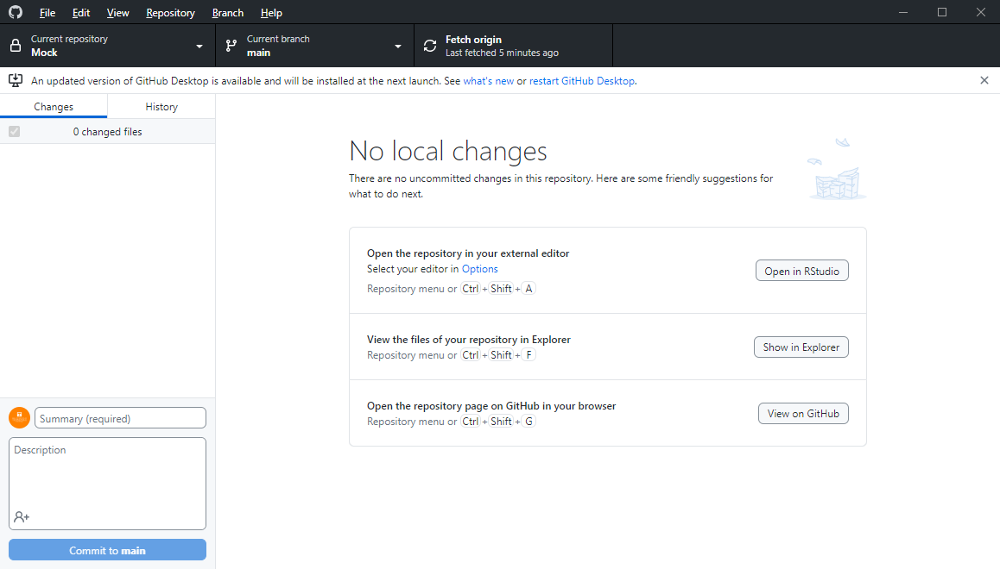 File Edit View Repository Branch Help
Current repository
Mock
Current branch
main
Fetch origin
Last fetched 5 minutes ago
An updated version of GitHub Desktop is available and will be installed at the next launch. See what's new or restart GitHub Desktop.
Changes
History
0 changed files
No local changes
There are no uncommitted changes in this repository. Here are some friendly suggestions for
what to do next.
Open the repository in your external editor
Select your editor in Options
Repository menu or Ctrl + Shift + A
Open in RStudio
View the files of your repository in Explorer
Repository menu or Ctrl + Shift + F
Show in Explorer
Open the repository page on GitHub in your browser
Repository menu or Ctrl + Shift + G
View on GitHub
Summary (required)
Description
Commit to main